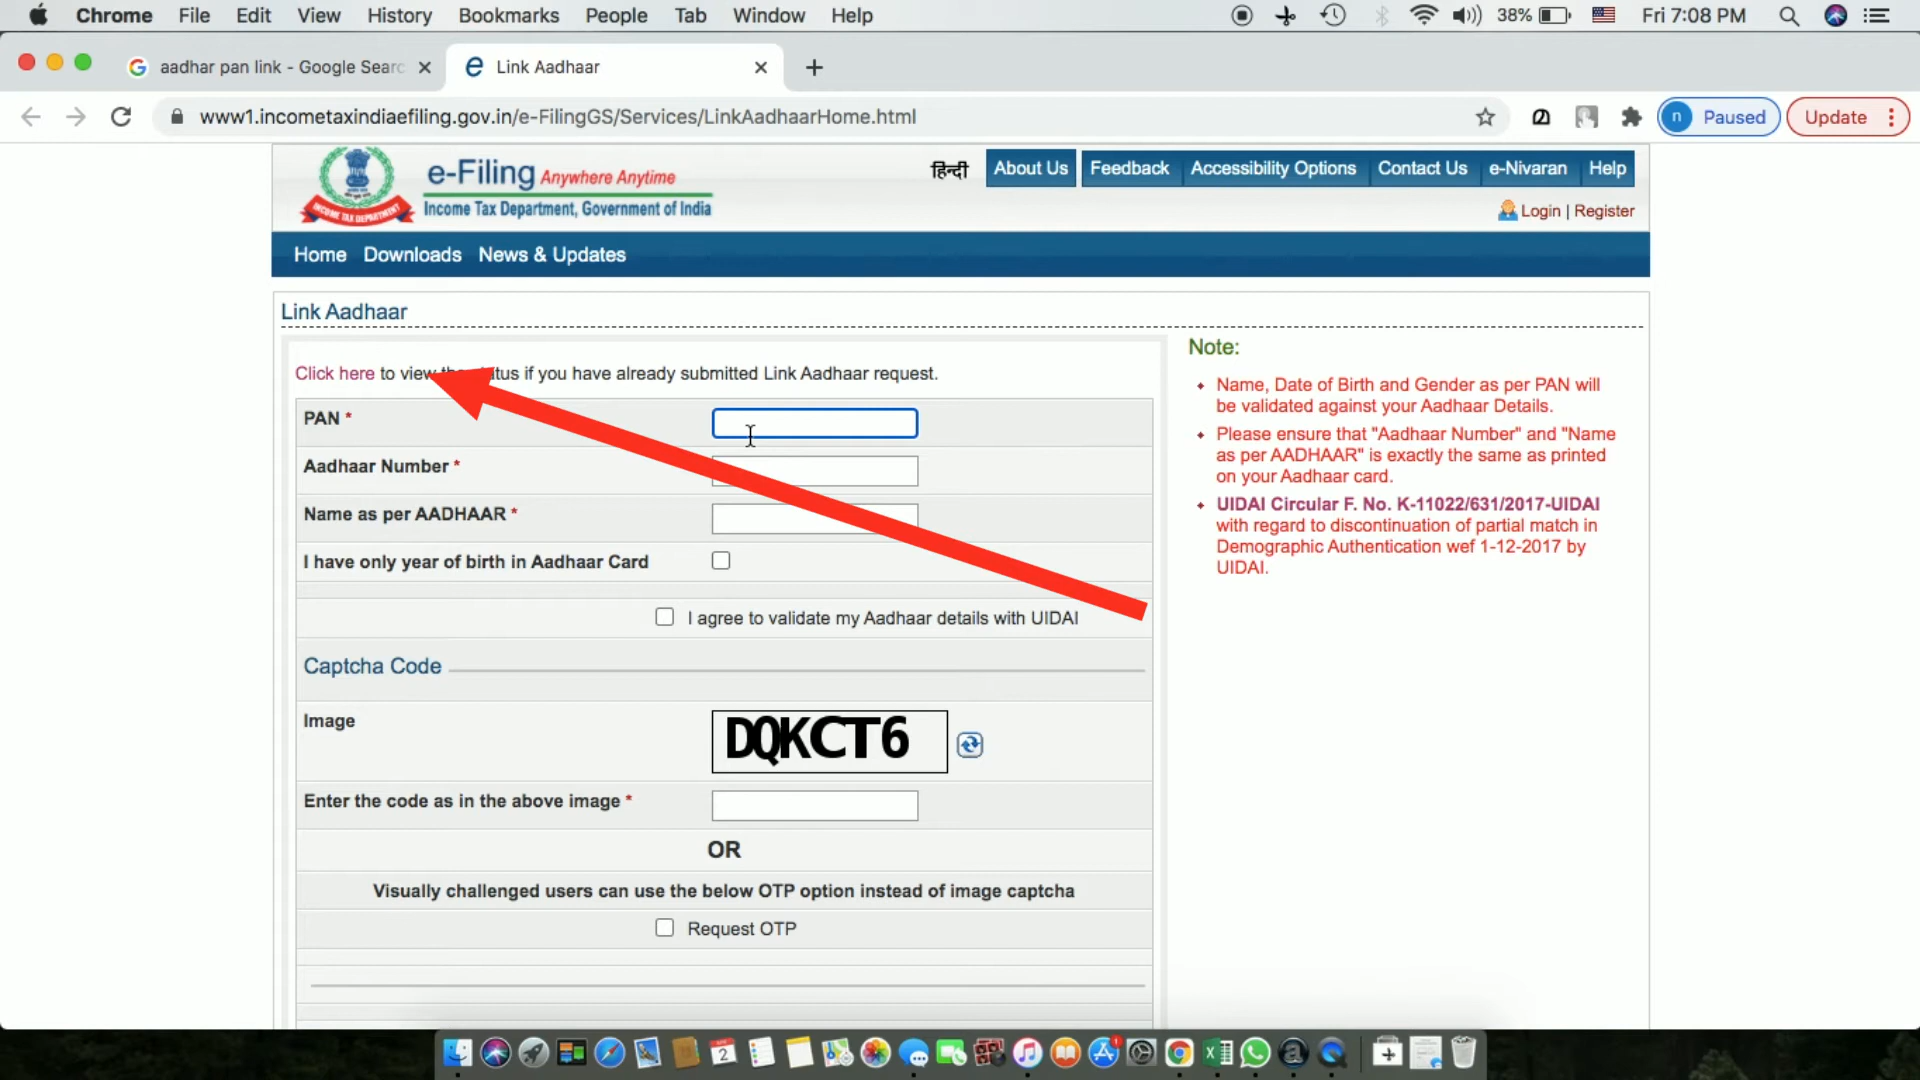 Chrome File Edit View History Bookmarks People Tab Window Help 38% Fri 7:08 PM
aadhar pan link - Google Searc
Link Aadhaar
www1.incometaxindiaefiling.gov.in/e-FilingGS/Services/LinkAadhaarHome.html
n Paused Update
e-Filing Anywhere Anytime
Income Tax Department, Government of India
INCOME TAX DEPARTMENT
हिन्दी About Us Feedback Accessibility Options Contact Us e-Nivaran Help
Login | Register
Home Downloads News & Updates
Link Aadhaar
Click here to view the status if you have already submitted Link Aadhaar request.
PAN *
Aadhaar Number *
Name as per AADHAAR *
I have only year of birth in Aadhaar Card
I agree to validate my Aadhaar details with UIDAI
Captcha Code
Image
DQKCT6
Enter the code as in the above image *
OR
Visually challenged users can use the below OTP option instead of image captcha
Request OTP
Note:
Name, Date of Birth and Gender as per PAN will
be validated against your Aadhaar Details.
Please ensure that "Aadhaar Number" and "Name
as per AADHAAR" is exactly the same as printed
on your Aadhaar card.
UIDAI Circular F. No. K-11022/631/2017-UIDAI
with regard to discontinuation of partial match in
Demographic Authentication wef 1-12-2017 by
UIDAI.
2